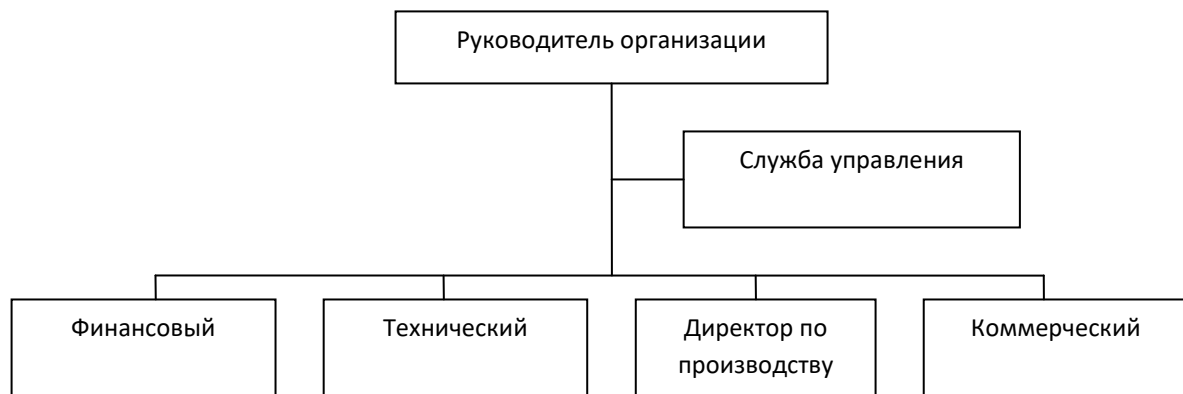 Руководитель организации
Служба управления
Финансовый
Технический
Директор по
производству
Коммерческий